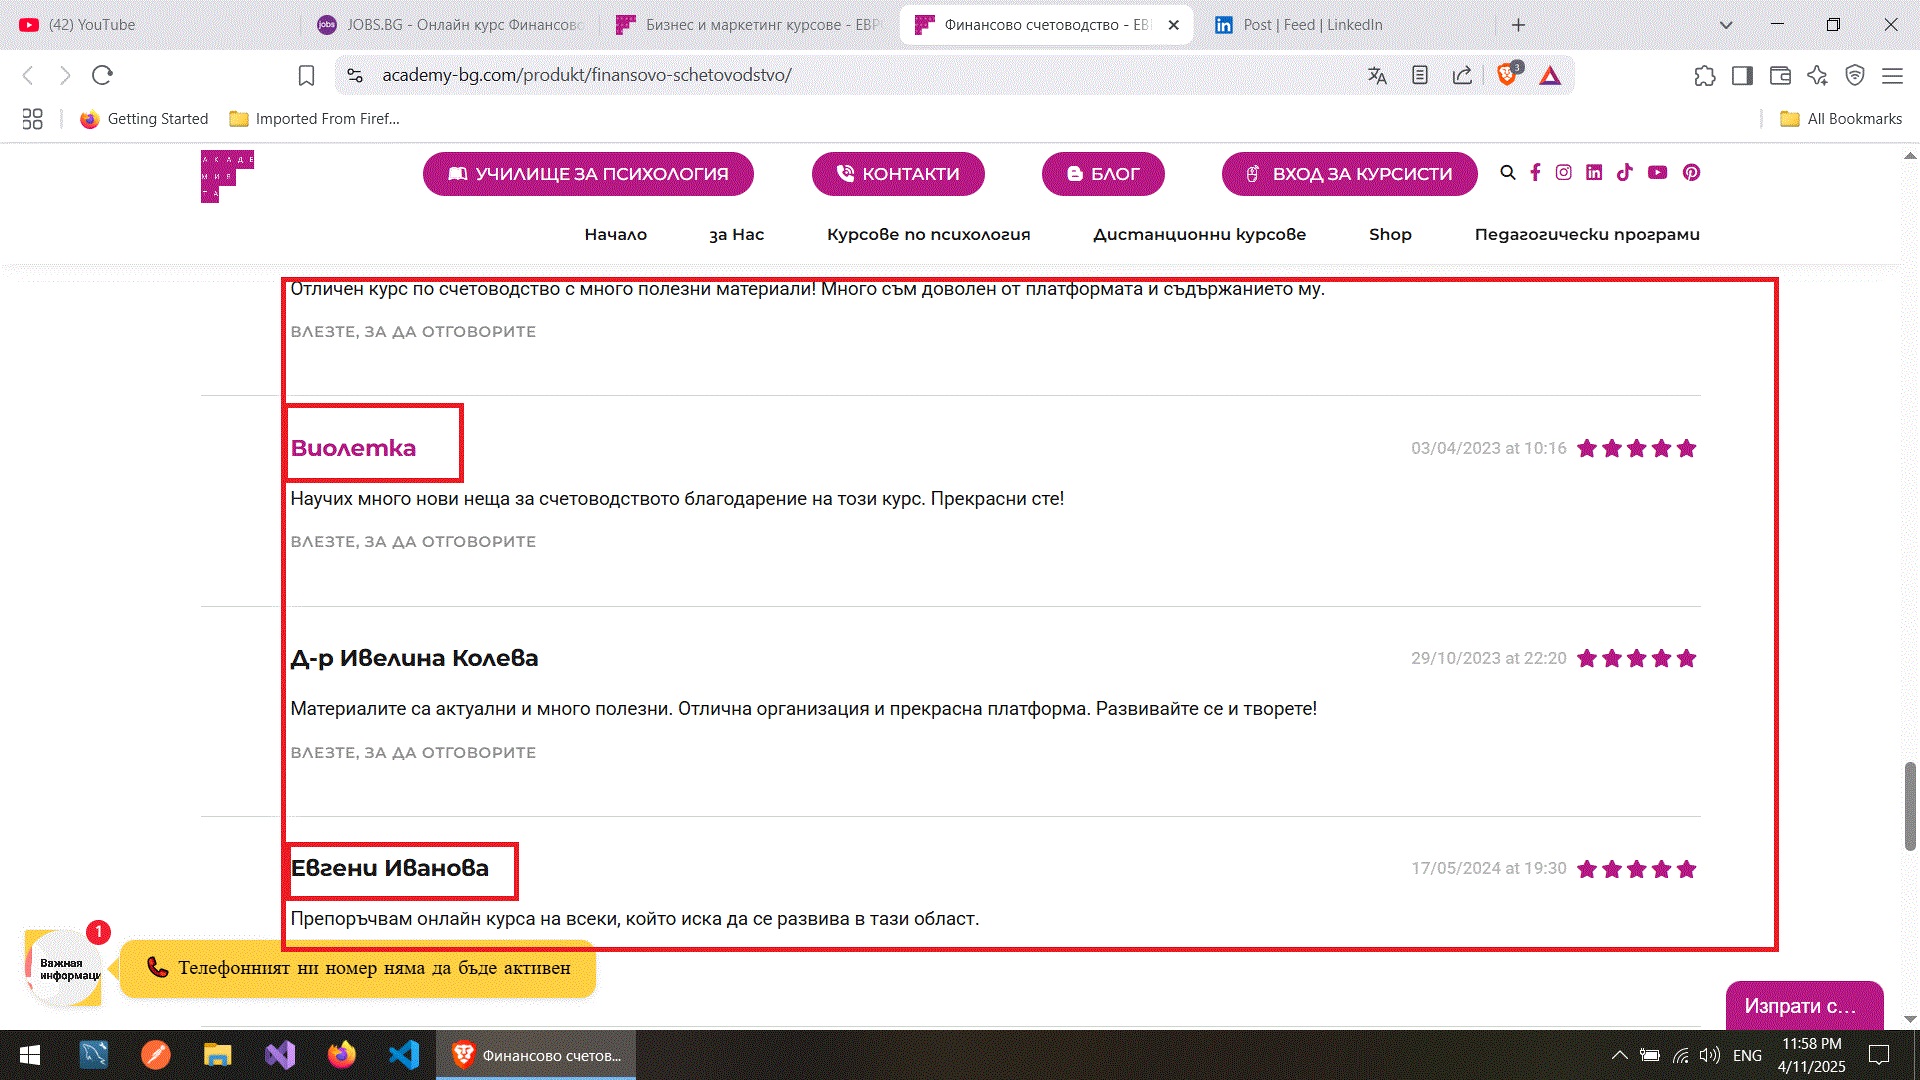 (42) YouTube
JOBS.BG - Онлайн курс Финансово
Бизнес и маркетинг курсове - ЕВР
Финансово счетоводство - ЕВ
Post | Feed | LinkedIn
academy-bg.com/produkt/finansovo-schetovodstvo/
3
Getting Started
Imported From Firef...
All Bookmarks
АКАДЕ
МИЯ
ТА
УЧИЛИЩЕ ЗА ПСИХОЛОГИЯ
КОНТАКТИ
БЛОГ
ВХОД ЗА КУРСИСТИ
Начало
за Нас
Курсове по психология
Дистанционни курсове
Shop
Педагогически програми
Отличен курс по счетоводство с много полезни материали! Много съм доволен от платформата и съдържанието му.
ВЛЕЗТЕ, ЗА ДА ОТГОВОРИТЕ
Виолетка
03/04/2023 at 10:16
Научих много нови неща за счетоводството благодарение на този курс. Прекрасни сте!
ВЛЕЗТЕ, ЗА ДА ОТГОВОРИТЕ
Д-р Ивелина Колева
29/10/2023 at 22:20
Материалите са актуални и много полезни. Отлична организация и прекрасна платформа. Развивайте се и творете!
ВЛЕЗТЕ, ЗА ДА ОТГОВОРИТЕ
Евгени Иванова
17/05/2024 at 19:30
Препоръчвам онлайн курса на всеки, който иска да се развива в тази област.
1
Важная
информаци
Телефонният ни номер няма да бъде активен
Изпрати с...
Финансово счетов...
ENG
11:58 PM
4/11/2025